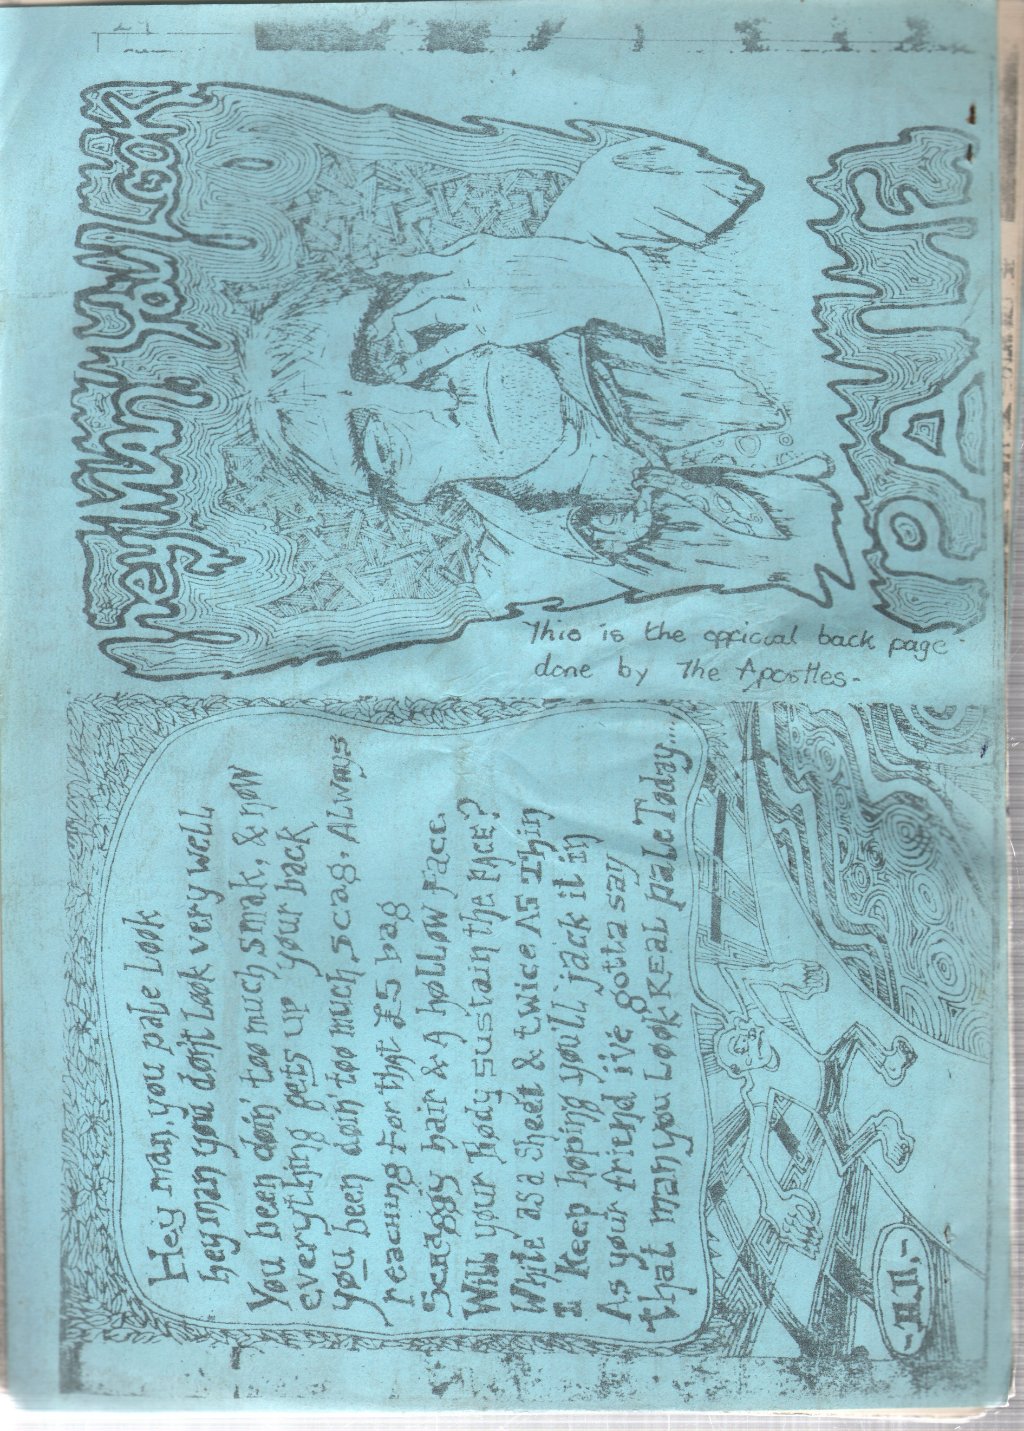 hey Man you Look
PALE
This is the official back page
done by The Apostles-
Hey man, you pale Look
hey man you don't Look very well
You been doin' too much smak, & now
everything gets up your back
you been doin' too much, scag. Always
reaching for that £5 bag
Scraggy hair & A hollow Face
Will your Body sustain the PACE?
White as a sheet & twice As Thin
I Keep hoping you'll jack it in
As your friend i've gotta say
that man you Look REAL pale Today....